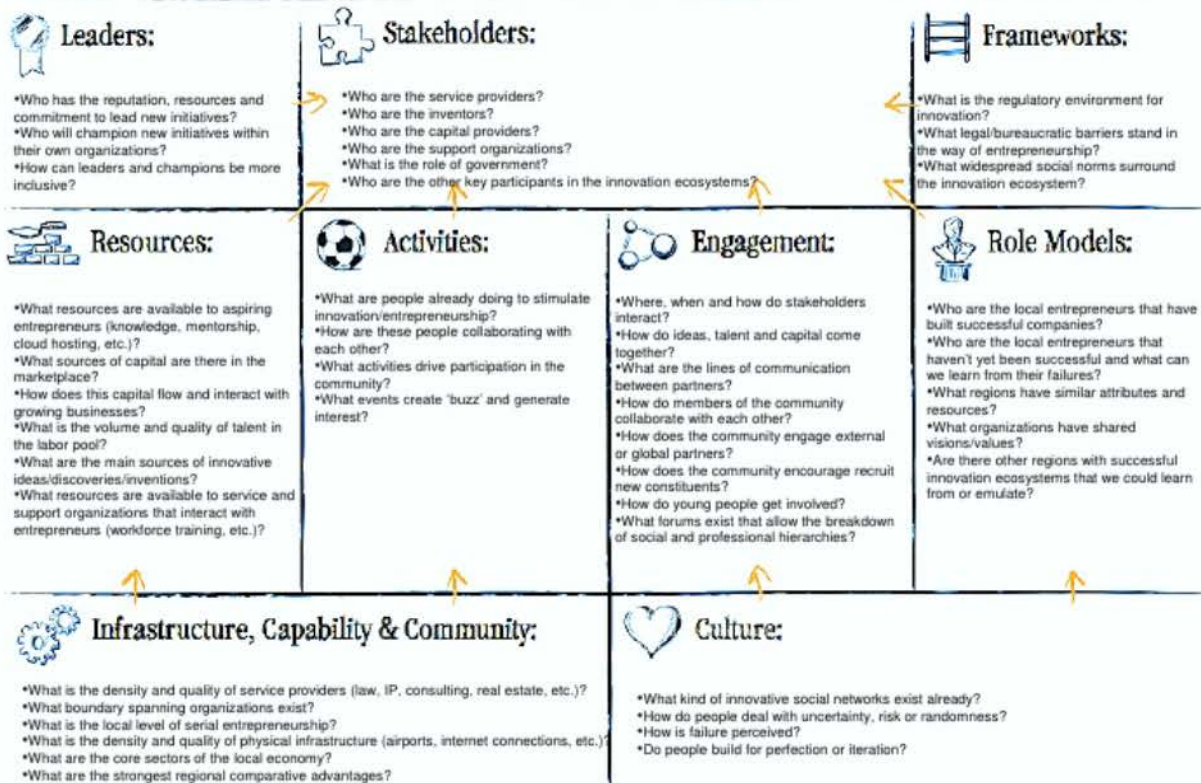 Leaders:
•Who has the reputation, resources and
commitment to lead new initiatives?
•Who will champion new initiatives within
their own organizations?
•How can leaders and champions be more
inclusive?
Stakeholders:
•Who are the service providers?
•Who are the inventors?
•Who are the capital providers?
•Who are the support organizations?
•What is the role of government?
•Who are the other key participants in the innovation ecosystems?
Frameworks:
•What is the regulatory environment for
innovation?
•What legal/bureaucratic barriers stand in
the way of entrepreneurship?
•What widespread social norms surround
the innovation ecosystem?
Resources:
•What resources are available to aspiring
entrepreneurs (knowledge, mentorship,
cloud hosting, etc.)?
•What sources of capital are there in the
marketplace?
•How does this capital flow and interact with
growing businesses?
•What is the volume and quality of talent in
the labor pool?
•What are the main sources of innovative
ideas/discoveries/inventions?
•What resources are available to service and
support organizations that interact with
entrepreneurs (workforce training, etc.)?
Activities:
•What are people already doing to stimulate
innovation/entrepreneurship?
•How are these people collaborating with
each other?
•What activities drive participation in the
community?
•What events create 'buzz' and generate
interest?
Engagement:
•Where, when and how do stakeholders
interact?
•How do ideas, talent and capital come
together?
•What are the lines of communication
between partners?
•How do members of the community
collaborate with each other?
•How does the community engage external
or global partners?
•How does the community encourage recruit
new constituents?
•How do young people get involved?
•What forums exist that allow the breakdown
of social and professional hierarchies?
Role Models:
•Who are the local entrepreneurs that have
built successful companies?
•Who are the local entrepreneurs that
haven't yet been successful and what can
we learn from their failures?
•What regions have similar attributes and
resources?
•What organizations have shared
visions/values?
•Are there other regions with successful
innovation ecosystems that we could learn
from or emulate?
Infrastructure, Capability & Community:
•What is the density and quality of service providers (law, IP, consulting, real estate, etc.)?
•What boundary spanning organizations exist?
•What is the local level of serial entrepreneurship?
•What is the density and quality of physical infrastructure (airports, internet connections, etc.)?
•What are the core sectors of the local economy?
•What are the strongest regional comparative advantages?
Culture:
•What kind of innovative social networks exist already?
•How do people deal with uncertainty, risk or randomness?
•How is failure perceived?
•Do people build for perfection or iteration?